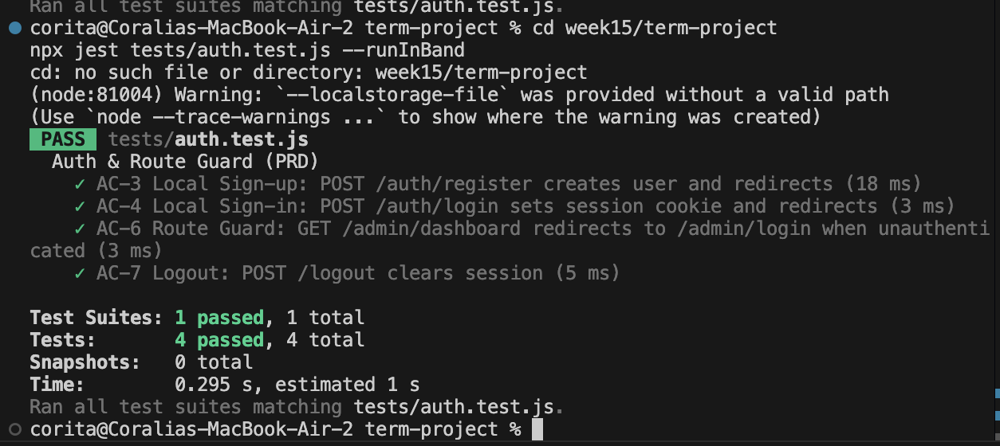 Ran all test suites matching tests/auth.test.js.
corita@Coralias-MacBook-Air-2 term-project % cd week15/term-project
npx jest tests/auth.test.js --runInBand
cd: no such file or directory: week15/term-project
(node:81004) Warning: `--localstorage-file` was provided without a valid path
(Use `node --trace-warnings ...` to show where the warning was created)
PASS tests/auth.test.js
Auth & Route Guard (PRD)
✓ AC-3 Local Sign-up: POST /auth/register creates user and redirects (18 ms)
✓ AC-4 Local Sign-in: POST /auth/login sets session cookie and redirects (3 ms)
✓ AC-6 Route Guard: GET /admin/dashboard redirects to /admin/login when unauthenti
cated (3 ms)
✓ AC-7 Logout: POST /logout clears session (5 ms)
Test Suites: 1 passed, 1 total
Tests: 4 passed, 4 total
Snapshots: 0 total
Time: 0.295 s, estimated 1 s
Ran all test suites matching tests/auth.test.js.
corita@Coralias-MacBook-Air-2 term-project %